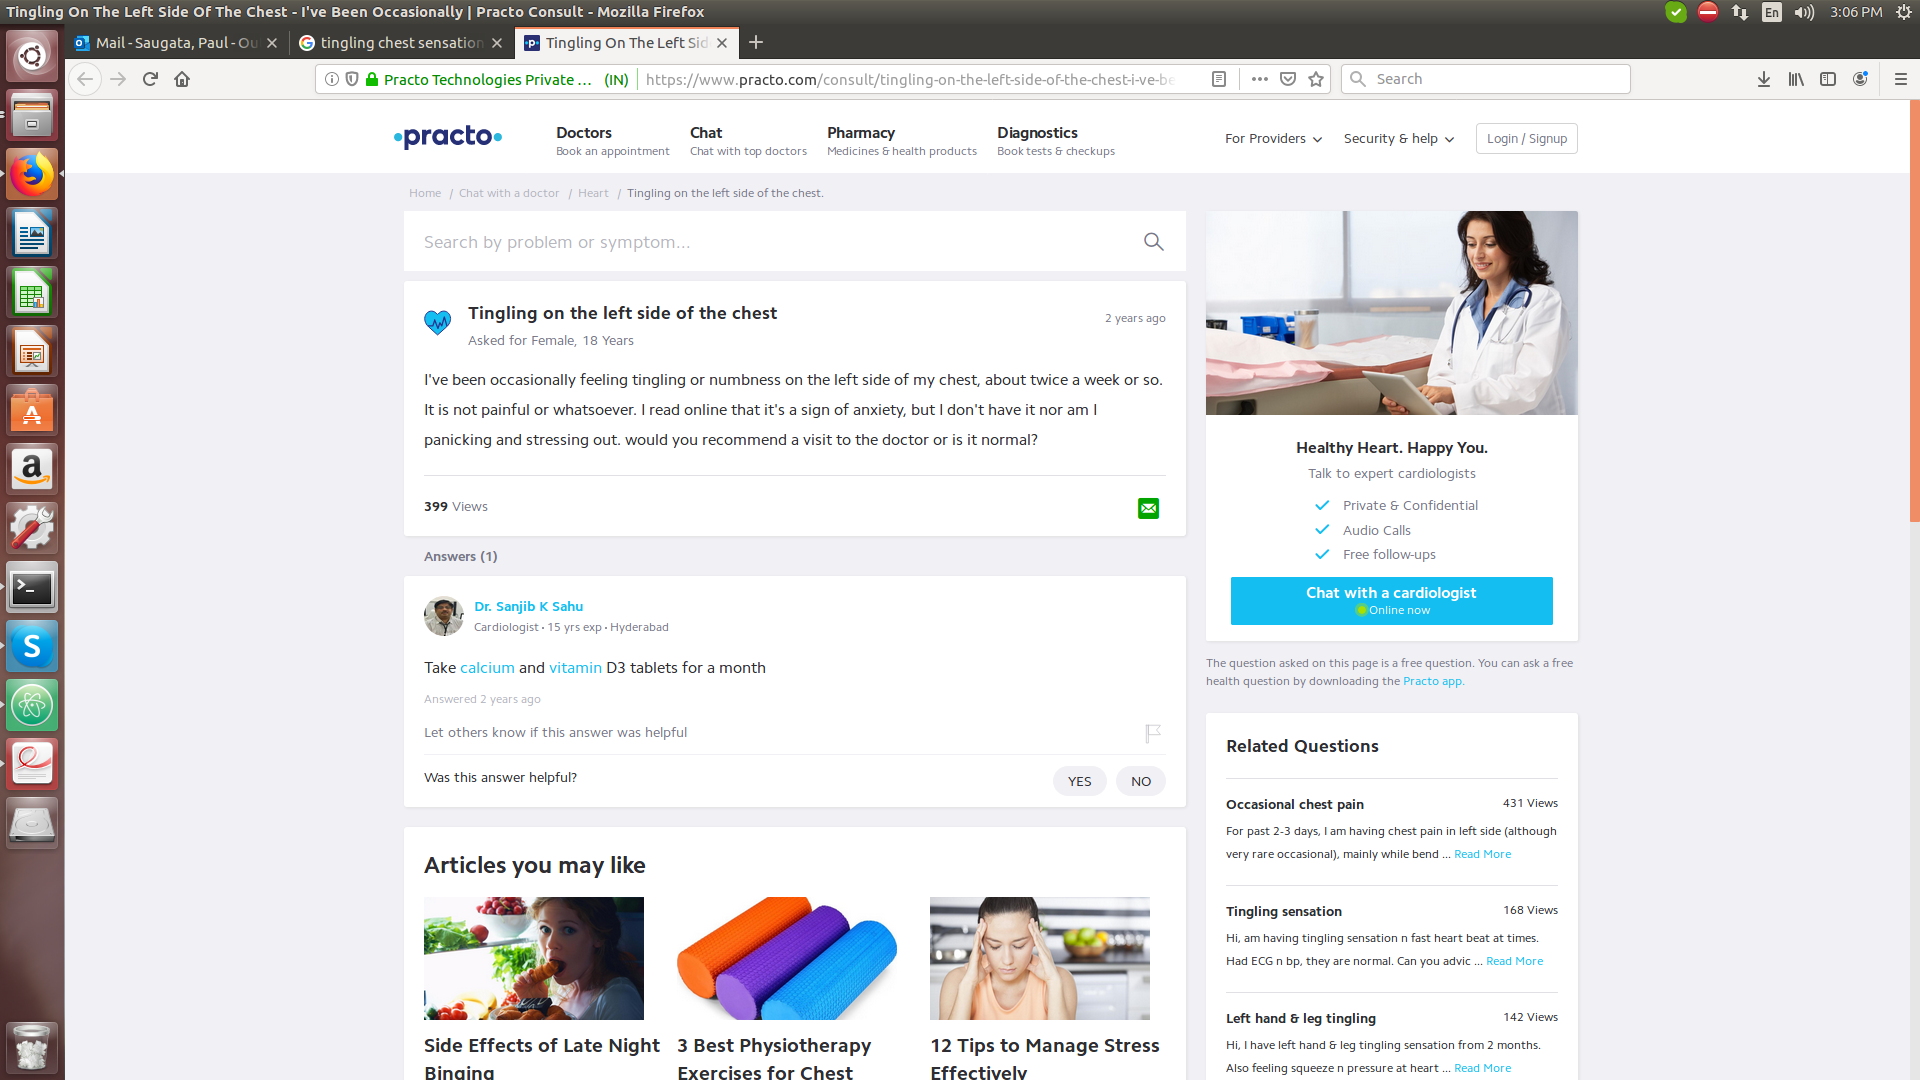 Tingling On The Left Side Of The Chest - I've Been Occasionally | Practo Consult - Mozilla Firefox
En
3:06 PM
Mail - Saugata, Paul - Ou
tingling chest sensation
Tingling On The Left Sid
Practo Technologies Private ... (IN)
https://www.practo.com/consult/tingling-on-the-left-side-of-the-chest-i-ve-be
Search
practo
Doctors
Book an appointment
Chat
Chat with top doctors
Pharmacy
Medicines & health products
Diagnostics
Book tests & checkups
For Providers
Security & help
Login / Signup
Home / Chat with a doctor / Heart / Tingling on the left side of the chest.
Search by problem or symptom...
Tingling on the left side of the chest
2 years ago
Asked for Female, 18 Years
I've been occasionally feeling tingling or numbness on the left side of my chest, about twice a week or so.
It is not painful or whatsoever. I read online that it's a sign of anxiety, but I don't have it nor am I
panicking and stressing out. would you recommend a visit to the doctor or is it normal?
399 Views
Answers (1)
Dr. Sanjib K Sahu
Cardiologist · 15 yrs exp · Hyderabad
Take calcium and vitamin D3 tablets for a month
Answered 2 years ago
Let others know if this answer was helpful
Was this answer helpful?
YES
NO
Articles you may like
Side Effects of Late Night
Binging
3 Best Physiotherapy
Exercises for Chest
12 Tips to Manage Stress
Effectively
Healthy Heart. Happy You.
Talk to expert cardiologists
Private & Confidential
Audio Calls
Free follow-ups
Chat with a cardiologist
Online now
The question asked on this page is a free question. You can ask a free
health question by downloading the Practo app.
Related Questions
Occasional chest pain
431 Views
For past 2-3 days, I am having chest pain in left side (although
very rare occasional), mainly while bend ... Read More
Tingling sensation
168 Views
Hi, am having tingling sensation n fast heart beat at times.
Had ECG n bp, they are normal. Can you advic ... Read More
Left hand & leg tingling
142 Views
Hi, I have left hand & leg tingling sensation from 2 months.
Also feeling squeeze n pressure at heart ... Read More